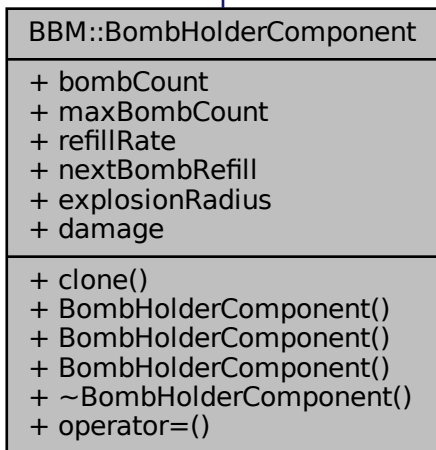 BBM::BombHolderComponent
+ bombCount
+ maxBombCount
+ refillRate
+ nextBombRefill
+ explosionRadius
+ damage
+ clone()
+ BombHolderComponent()
+ BombHolderComponent()
+ BombHolderComponent()
+ ~BombHolderComponent()
+ operator=()